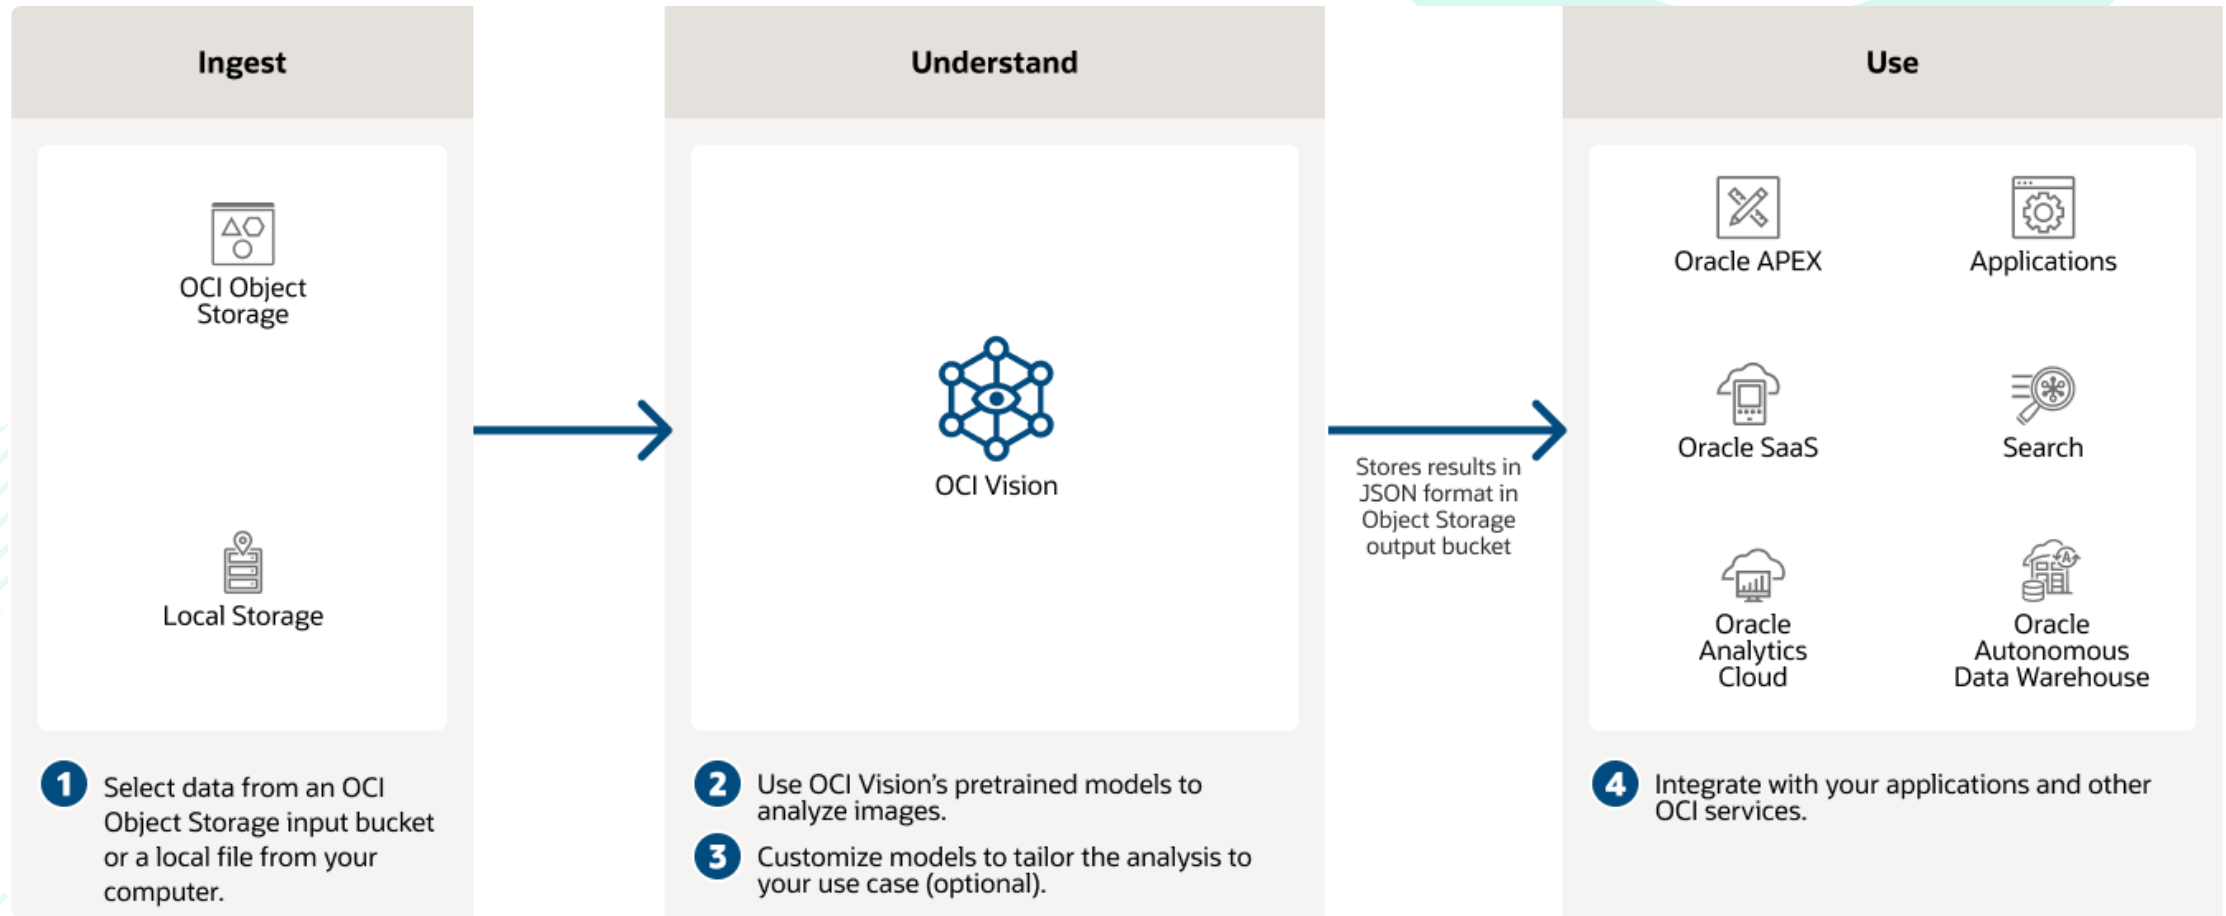 Ingest
OCI Object
Storage
Local Storage
1 Select data from an OCI
Object Storage input bucket
or a local file from your
computer.
Understand
OCI Vision
2 Use OCI Vision’s pretrained models to
analyze images.
3 Customize models to tailor the analysis to
your use case (optional).
Stores results in
JSON format in
Object Storage
output bucket
Use
Oracle APEX
Applications
Oracle SaaS
Search
Oracle
Analytics
Cloud
Oracle
Autonomous
Data Warehouse
4 Integrate with your applications and other
OCI services.